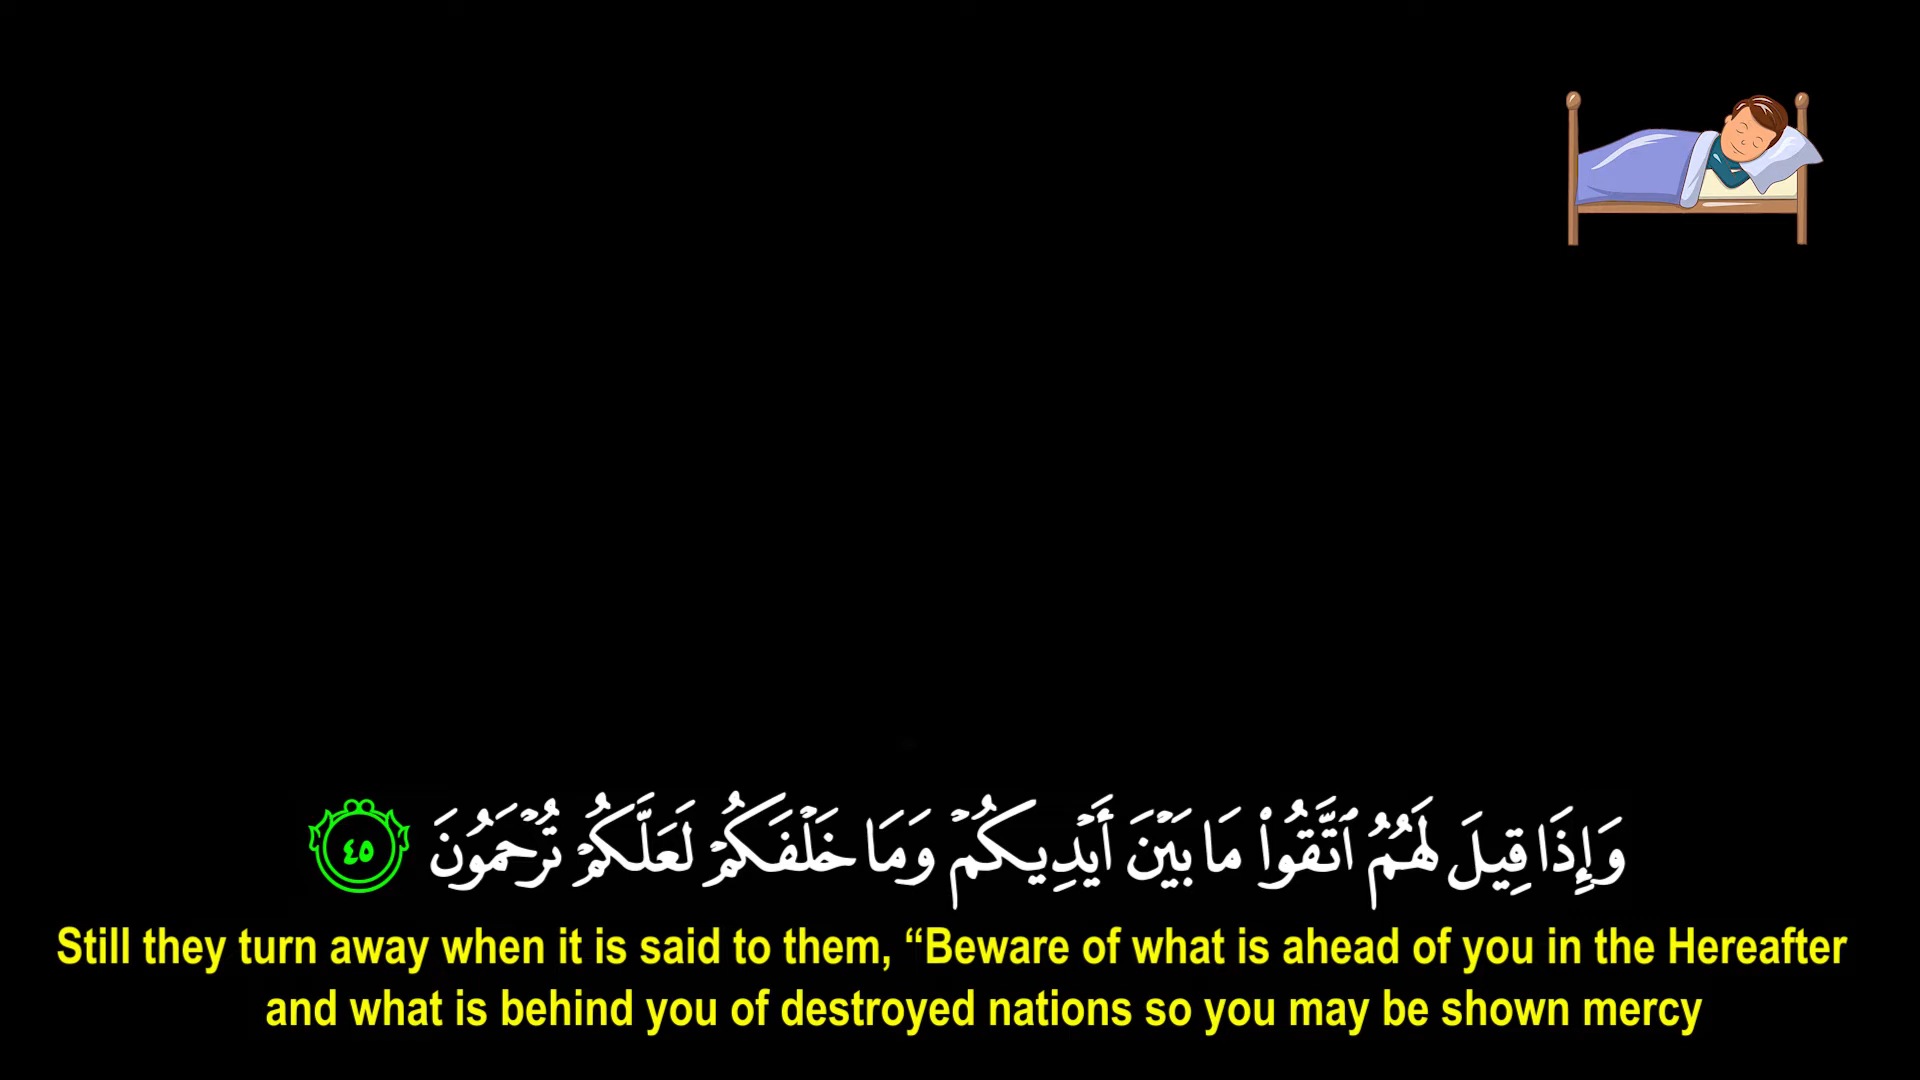 وَإِذَا قِيلَ لَهُمُ ٱتَّقُوا۟ مَا بَيْنَ أَيْدِيكُمْ وَمَا خَلْفَكُمْ لَعَلَّكُمْ تُرْحَمُونَ ٤٥
Still they turn away when it is said to them, “Beware of what is ahead of you in the Hereafter
and what is behind you of destroyed nations so you may be shown mercy